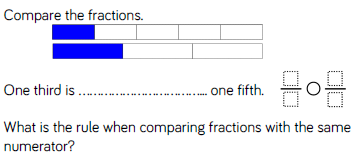 Compare the fractions.
One third is ........................................ one fifth.
What is the rule when comparing fractions with the same
numerator?